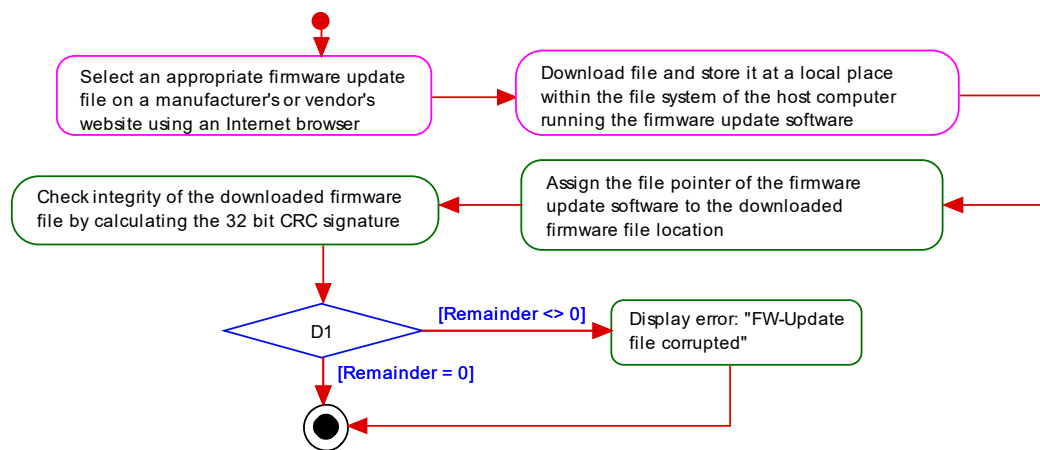 Select an appropriate firmware update
file on a manufacturer's or vendor's
website using an Internet browser
Download file and store it at a local place
within the file system of the host computer
running the firmware update software
Assign the file pointer of the firmware
update software to the downloaded
firmware file location
Check integrity of the downloaded firmware
file by calculating the 32 bit CRC signature
D1
[Remainder <> 0]
Display error: "FW-Update
file corrupted"
[Remainder = 0]